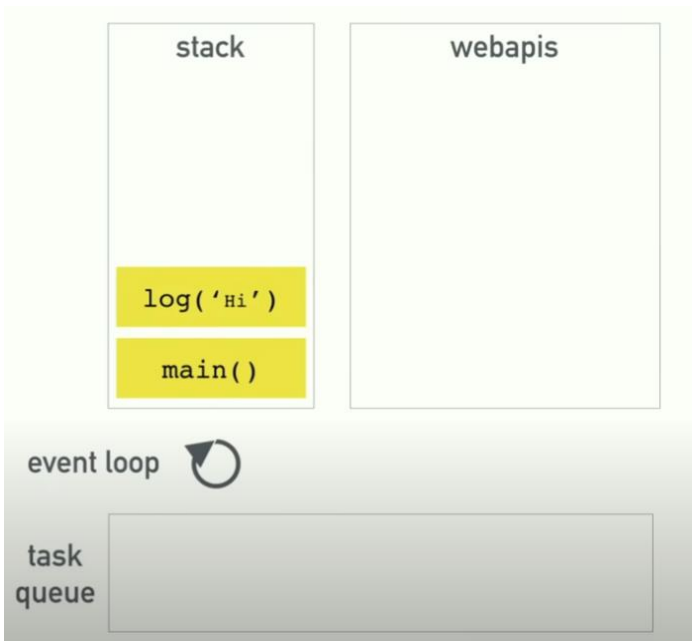 stack
webapis
log(‘Hi’)
main()
event loop
task
queue